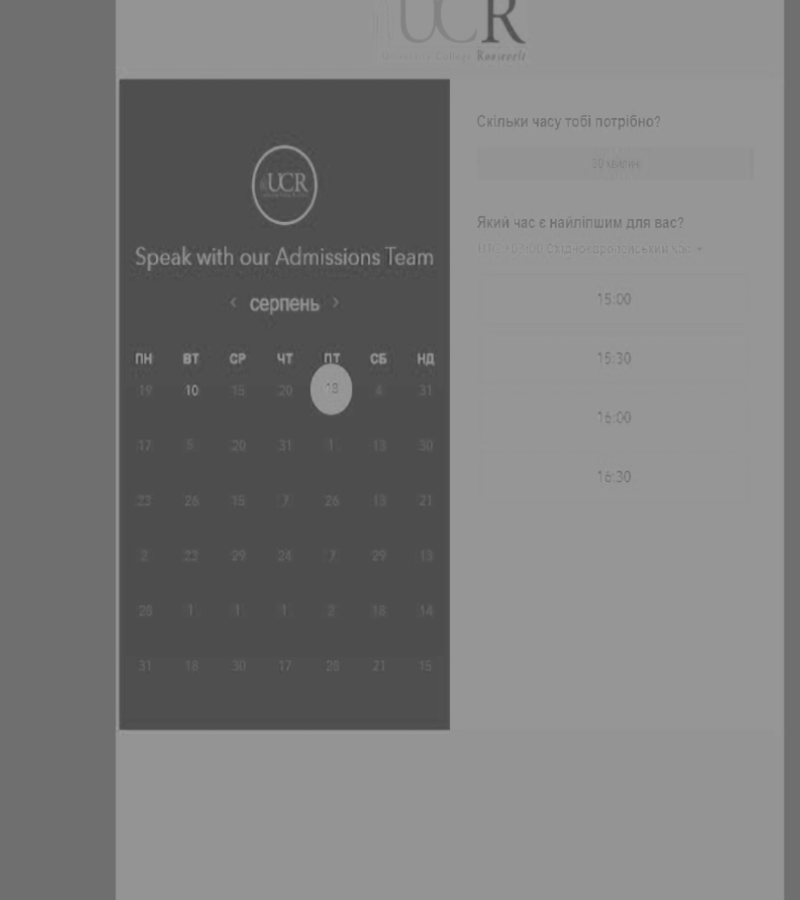 UCR
University College Roosevelt
UCR
Speak with our Admissions Team
‹ серпень ›
ПН ВТ СР ЧТ ПТ СБ НД
19 10 15 20 18 4 31
17 5 20 31 1 13 30
23 26 15 7 26 13 21
2 23 29 24 7 29 13
28 1 1 1 2 18 14
31 18 30 17 28 21 15
Скільки часу тобі потрібно?
30 хвилин
Який час є найліпшим для вас?
UTC +03:00 Східноєвропейський час
15:00
15:30
16:00
16:30